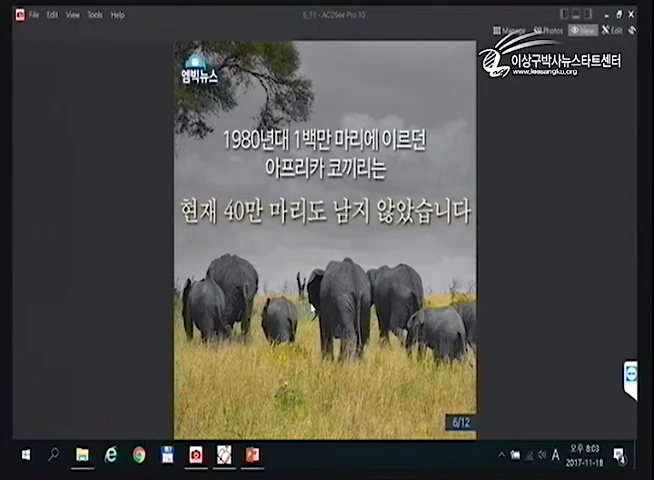 File Edit View Tools Help
6_11 - ACDSee Pro 10
Manage Photos View Edit
이상구박사뉴스타트센터
www.leesangku.org
엠빅뉴스
1980년대 1백만 마리에 이르던
아프리카 코끼리는
현재 40만 마리도 남지 않았습니다
6/12
A 오후 8:03
2017-11-18